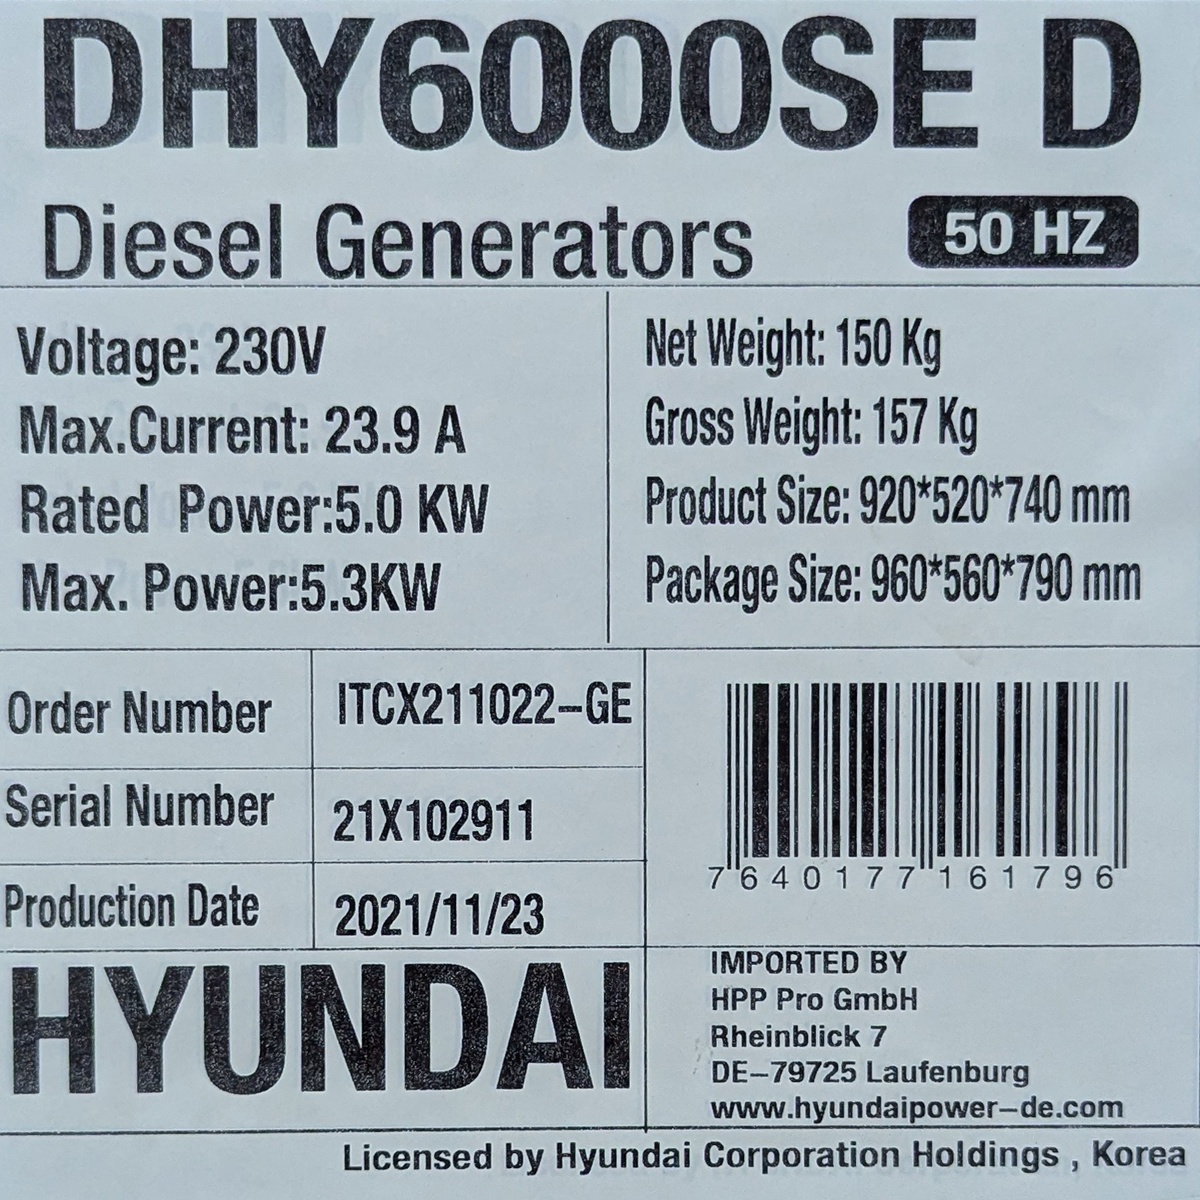 DHY6000SE D
Diesel Generators
50 HZ
Voltage: 230V
Max.Current: 23.9 A
Rated Power:5.0 KW
Max. Power:5.3KW
Net Weight: 150 Kg
Gross Weight: 157 Kg
Product Size: 920*520*740 mm
Package Size: 960*560*790 mm
Order Number
ITCX211022-GE
Serial Number
21X102911
Production Date
2021/11/23
7640177161796
HYUNDAI
IMPORTED BY
HPP Pro GmbH
Rheinblick 7
DE-79725 Laufenburg
www.hyundaipower-de.com
Licensed by Hyundai Corporation Holdings , Korea